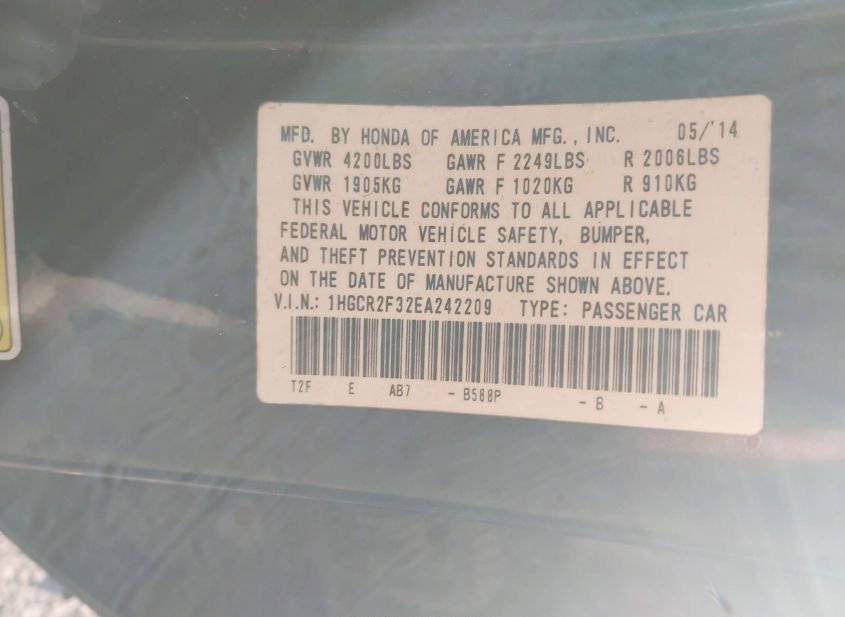 MFD. BY HONDA OF AMERICA MFG., INC. 05/'14
GVWR 4200LBS GAWR F 2249LBS R 2006LBS
GVWR 1905KG GAWR F 1020KG R 910KG
THIS VEHICLE CONFORMS TO ALL APPLICABLE
FEDERAL MOTOR VEHICLE SAFETY, BUMPER,
AND THEFT PREVENTION STANDARDS IN EFFECT
ON THE DATE OF MANUFACTURE SHOWN ABOVE.
V.I.N.: 1HGCR2F32EA242209 TYPE: PASSENGER CAR
T2F E AB7 - B588P - B - A